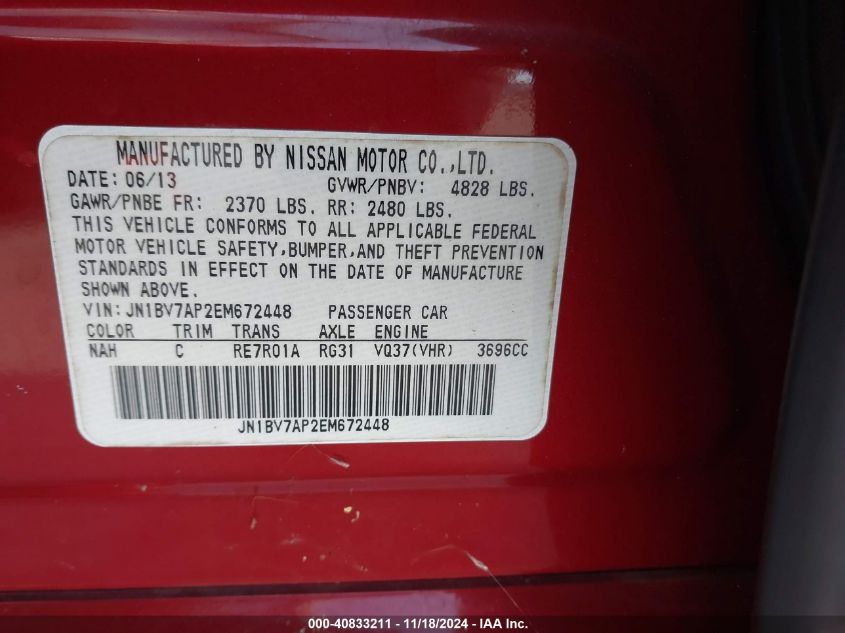 MANUFACTURED BY NISSAN MOTOR CO.,LTD.
DATE: 06/13 GVWR/PNBV: 4828 LBS.
GAWR/PNBE FR: 2370 LBS. RR: 2480 LBS.
THIS VEHICLE CONFORMS TO ALL APPLICABLE FEDERAL
MOTOR VEHICLE SAFETY,BUMPER,AND THEFT PREVENTION
STANDARDS IN EFFECT ON THE DATE OF MANUFACTURE
SHOWN ABOVE.
VIN:JN1BV7AP2EM672448 PASSENGER CAR
COLOR TRIM TRANS AXLE ENGINE
NAH C RE7R01A RG31 VQ37(VHR) 3696CC
JN1BV7AP2EM672448
000-40833211 - 11/18/2024 - IAA Inc.